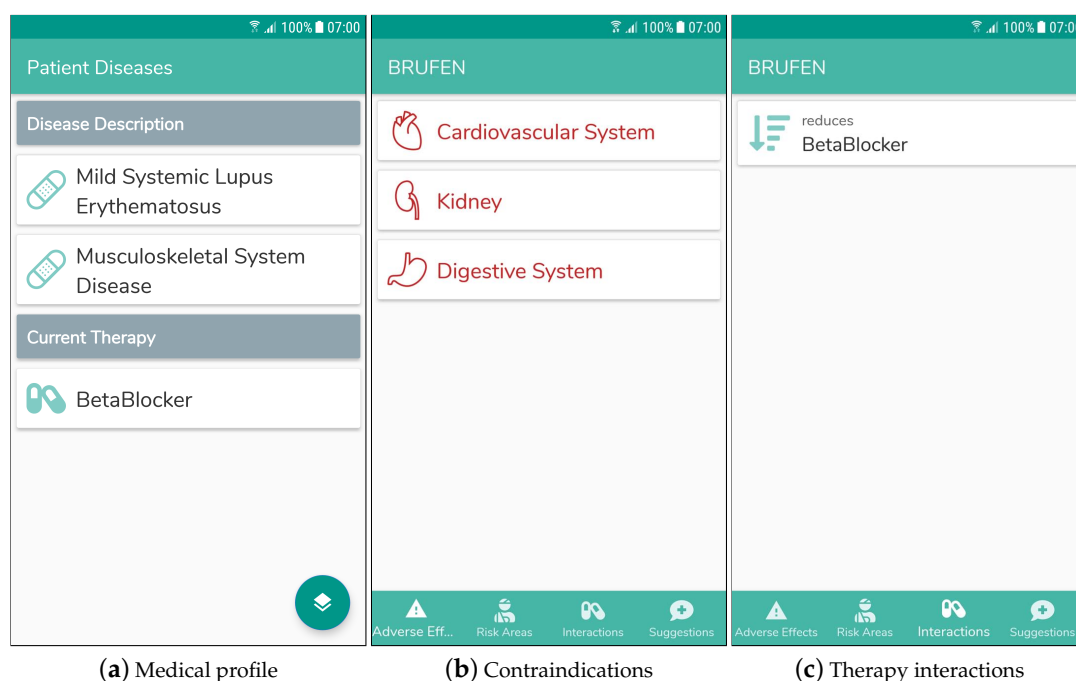 100% 07:00
Patient Diseases
Disease Description
Mild Systemic Lupus
Erythematosus
Musculoskeletal System
Disease
Current Therapy
BetaBlocker
(a) Medical profile
100% 07:00
BRUFEN
Cardiovascular System
Kidney
Digestive System
Adverse Eff... Risk Areas Interactions Suggestions
(b) Contraindications
100% 07:00
BRUFEN
reduces
BetaBlocker
Adverse Effects Risk Areas Interactions Suggestions
(c) Therapy interactions